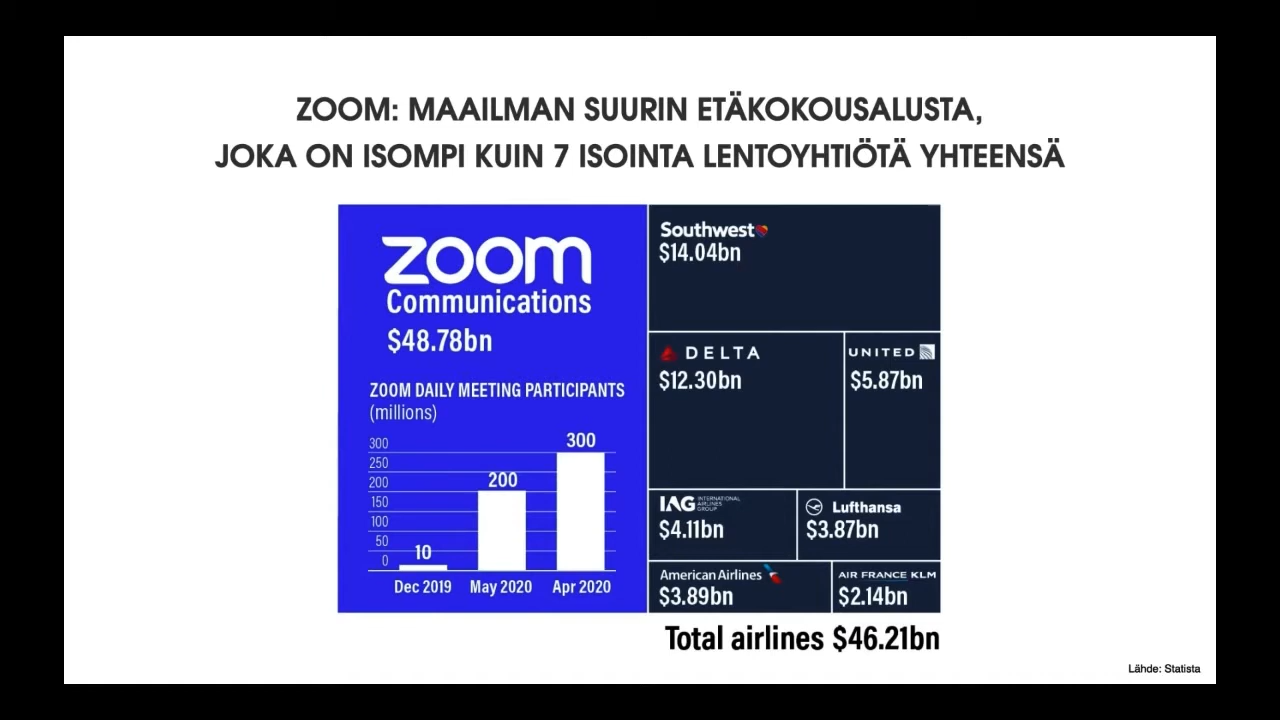 ZOOM: MAAILMAN SUURIN ETÄKOKOUSALUSTA,
JOKA ON ISOMPI KUIN 7 ISOINTA LENTOYHTIÖTÄ YHTEENSÄ
zoom
Communications
$48.78bn
ZOOM DAILY MEETING PARTICIPANTS
(millions)
300
250
200
150
100
50
0
10
200
300
Dec 2019 May 2020 Apr 2020
Southwest
$14.04bn
DELTA
$12.30bn
UNITED
$5.87bn
IAG INTERNATIONAL
AIRLINES
GROUP
$4.11bn
Lufthansa
$3.87bn
American Airlines
$3.89bn
AIR FRANCE KLM
$2.14bn
Total airlines $46.21bn
Lähde: Statista